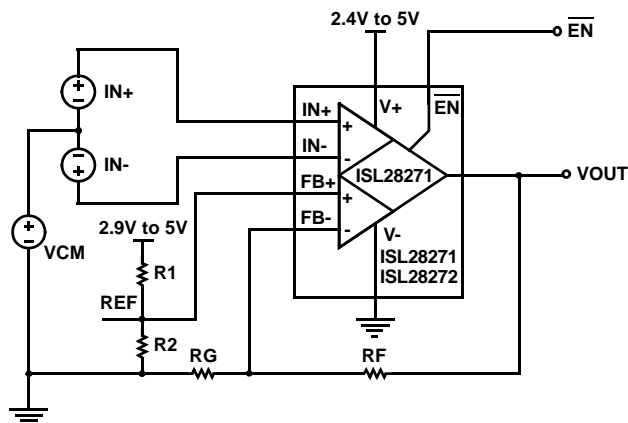 2.4V to 5V
EN
IN+
IN+
V+
EN
+
IN-
-
IN-
ISL28271
VOUT
FB+
+
2.9V to 5V
FB-
-
V-
VCM
R1
ISL28271
ISL28272
REF
R2
RG
RF